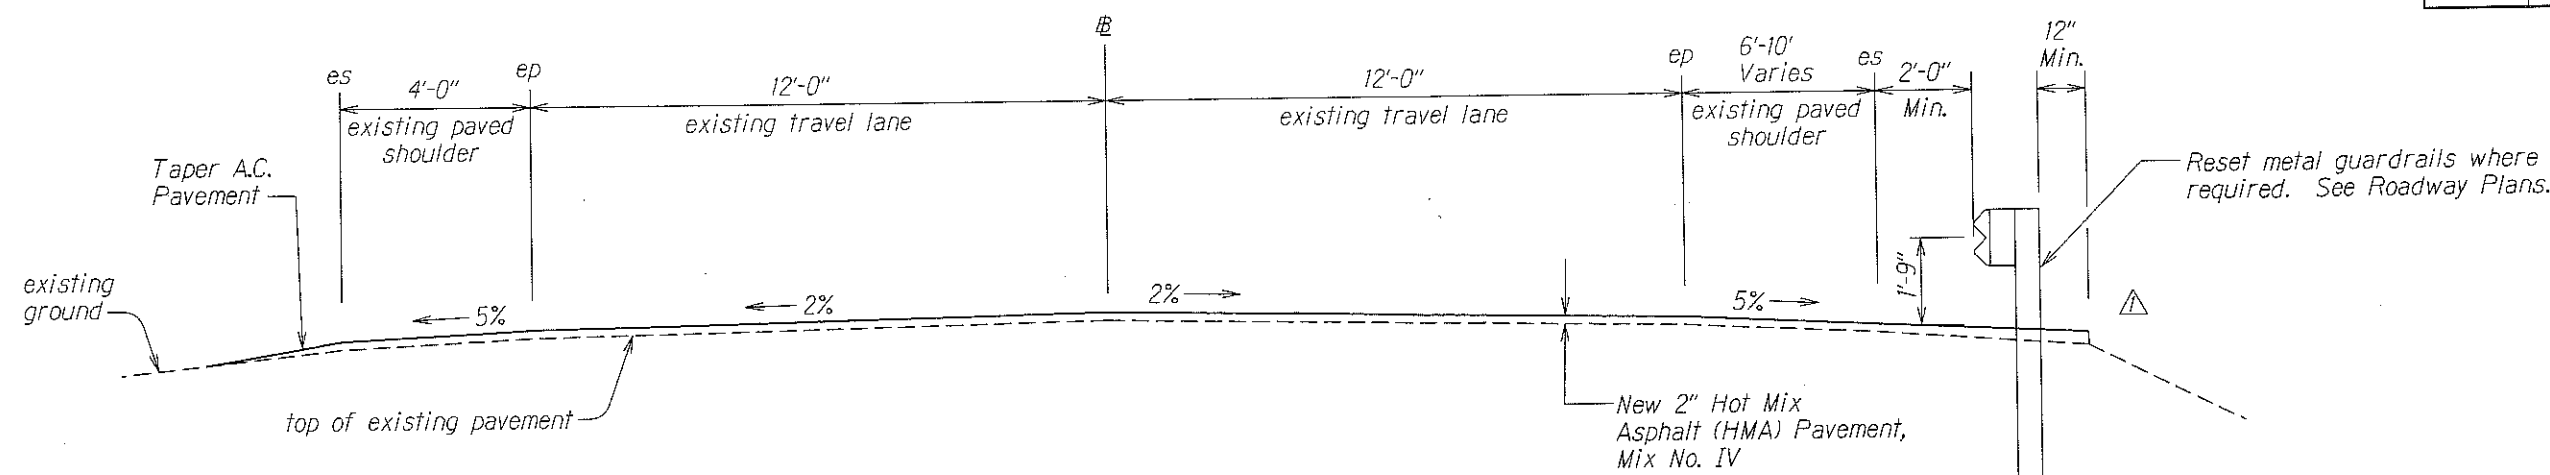 ℄
12"
Min.
es
4'-0"
ep
12'-0"
12'-0"
ep
6'-10'
Varies
es
2'-0"
Min.
existing paved
shoulder
existing travel lane
existing travel lane
existing paved
shoulder
Taper A.C.
Pavement
Reset metal guardrails where
required. See Roadway Plans.
existing
ground
5%
2%
2%
5%
1'-9"
1
top of existing pavement
New 2" Hot Mix
Asphalt (HMA) Pavement,
Mix No. IV